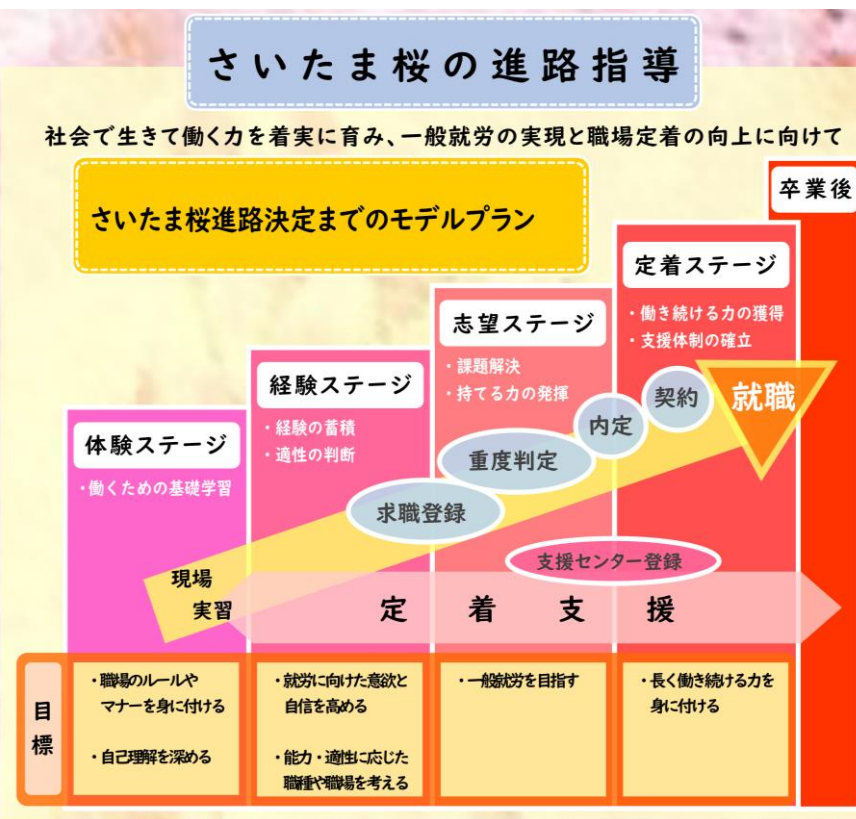 さいたま桜の進路指導
社会で生きて働く力を着実に育み、一般就労の実現と職場定着の向上に向けて
さいたま桜進路決定までのモデルプラン
体験ステージ
・働くための基礎学習
経験ステージ
・経験の蓄積
・適性の判断
志望ステージ
・課題解決
・持てる力の発揮
定着ステージ
・働き続ける力の獲得
・支援体制の確立
卒業後
現場
実習
求職登録
重度判定
内定
契約
就職
支援センター登録
定着支援
目標
・職場のルールや
マナーを身に付ける
・自己理解を深める
・就労に向けた意欲と
自信を高める
・能力・適性に応じた
職種や職場を考える
・一般就労を目指す
・長く働き続ける力を
身に付ける